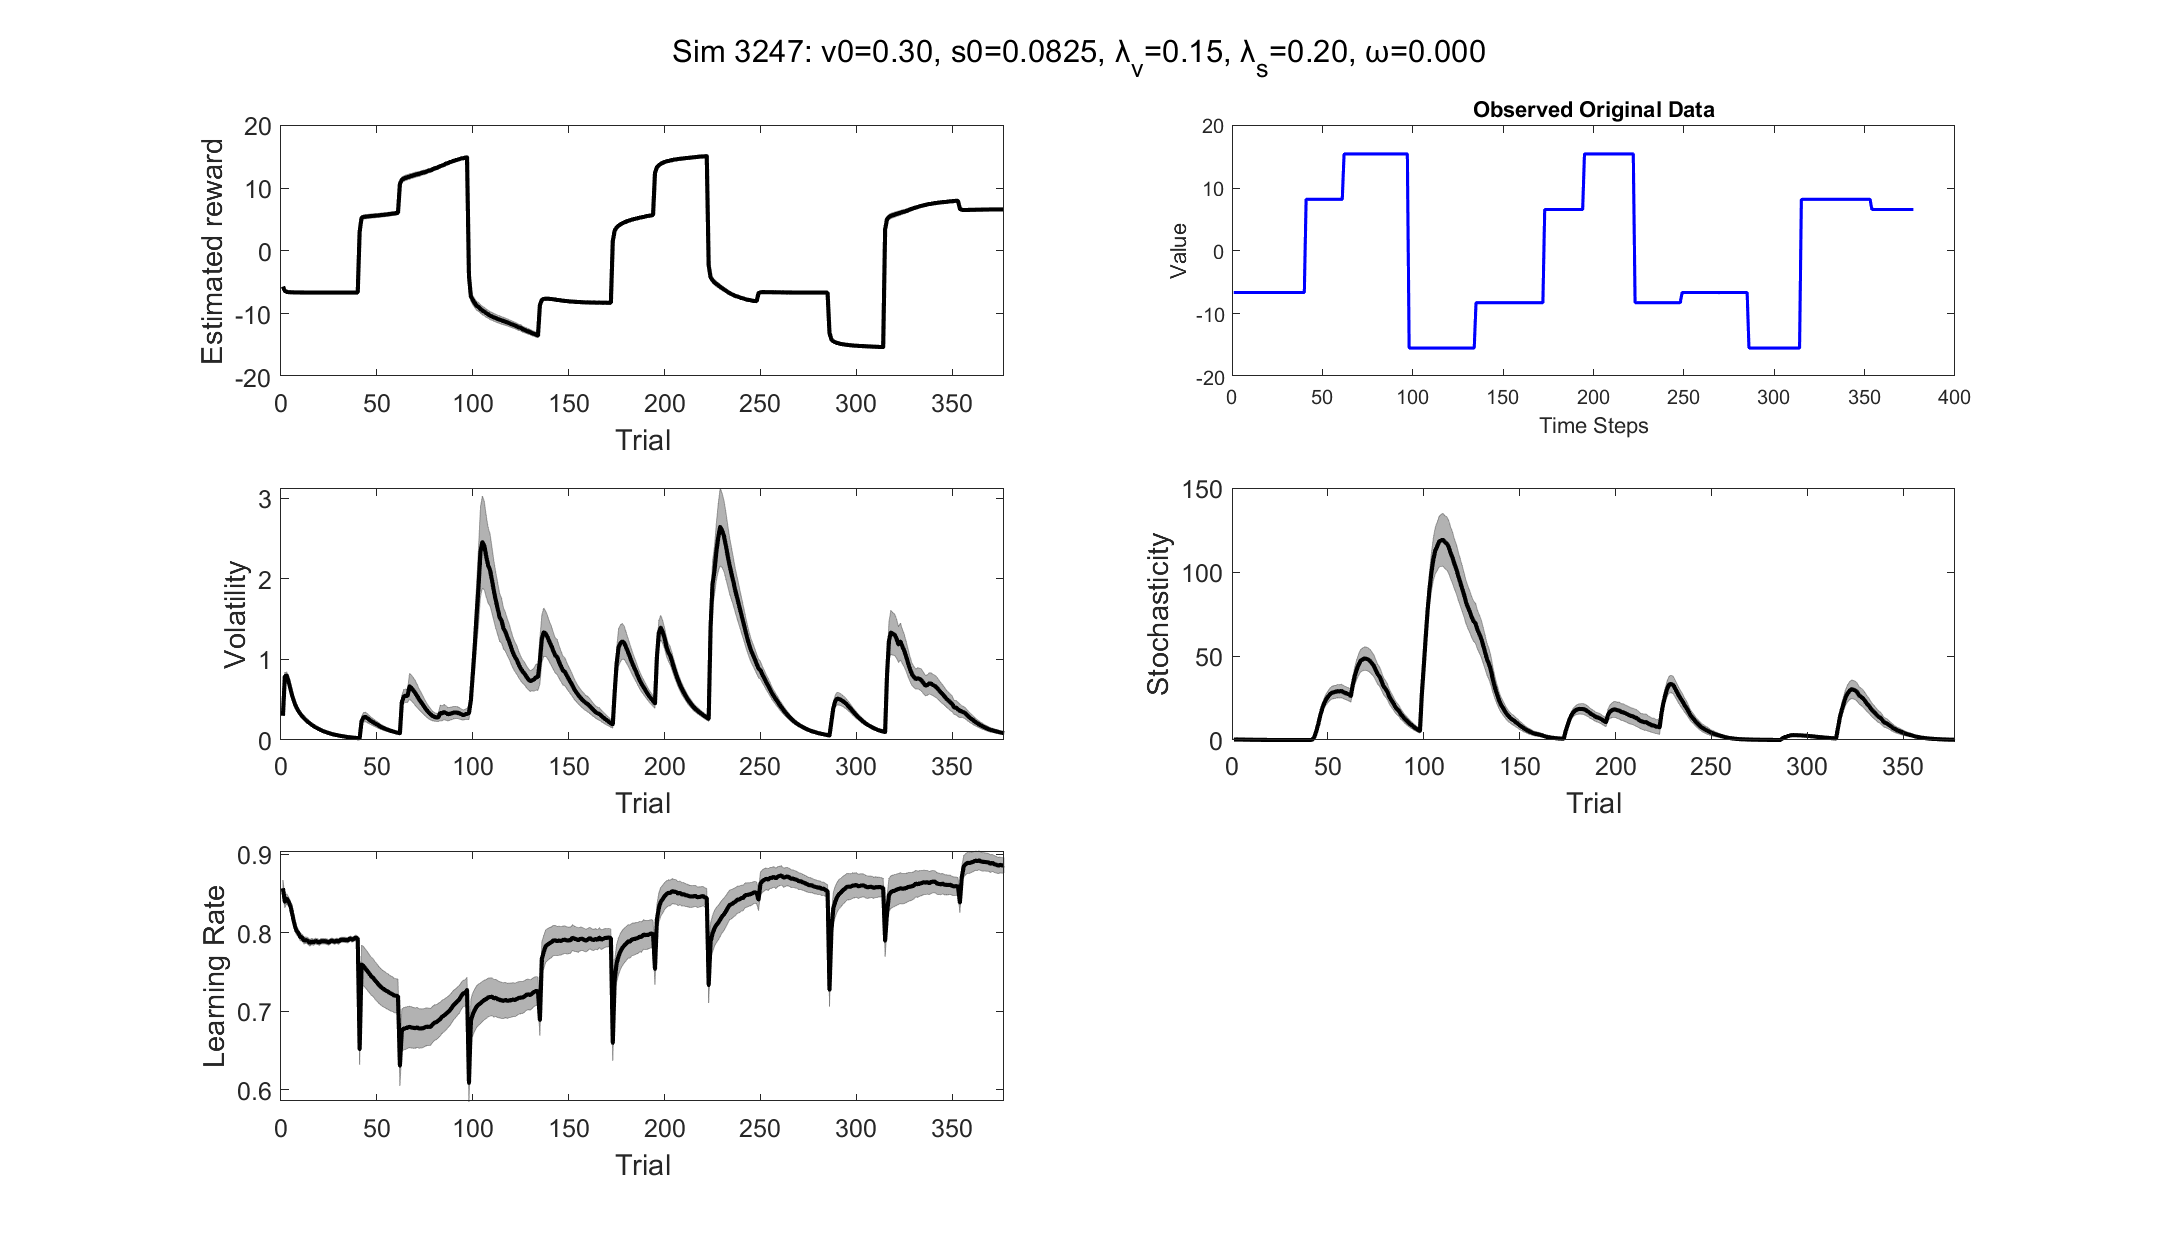 Sim 3247: v0=0.30, s0=0.0825, λv=0.15, λs=0.20, ω=0.000
Estimated reward
20
10
0
-10
-20
0 50 100 150 200 250 300 350
Trial
Observed Original Data
Value
20
10
0
-10
-20
0 50 100 150 200 250 300 350 400
Time Steps
Volatility
3
2
1
0
0 50 100 150 200 250 300 350
Trial
Stochasticity
150
100
50
0
0 50 100 150 200 250 300 350
Trial
Learning Rate
0.9
0.8
0.7
0.6
0 50 100 150 200 250 300 350
Trial